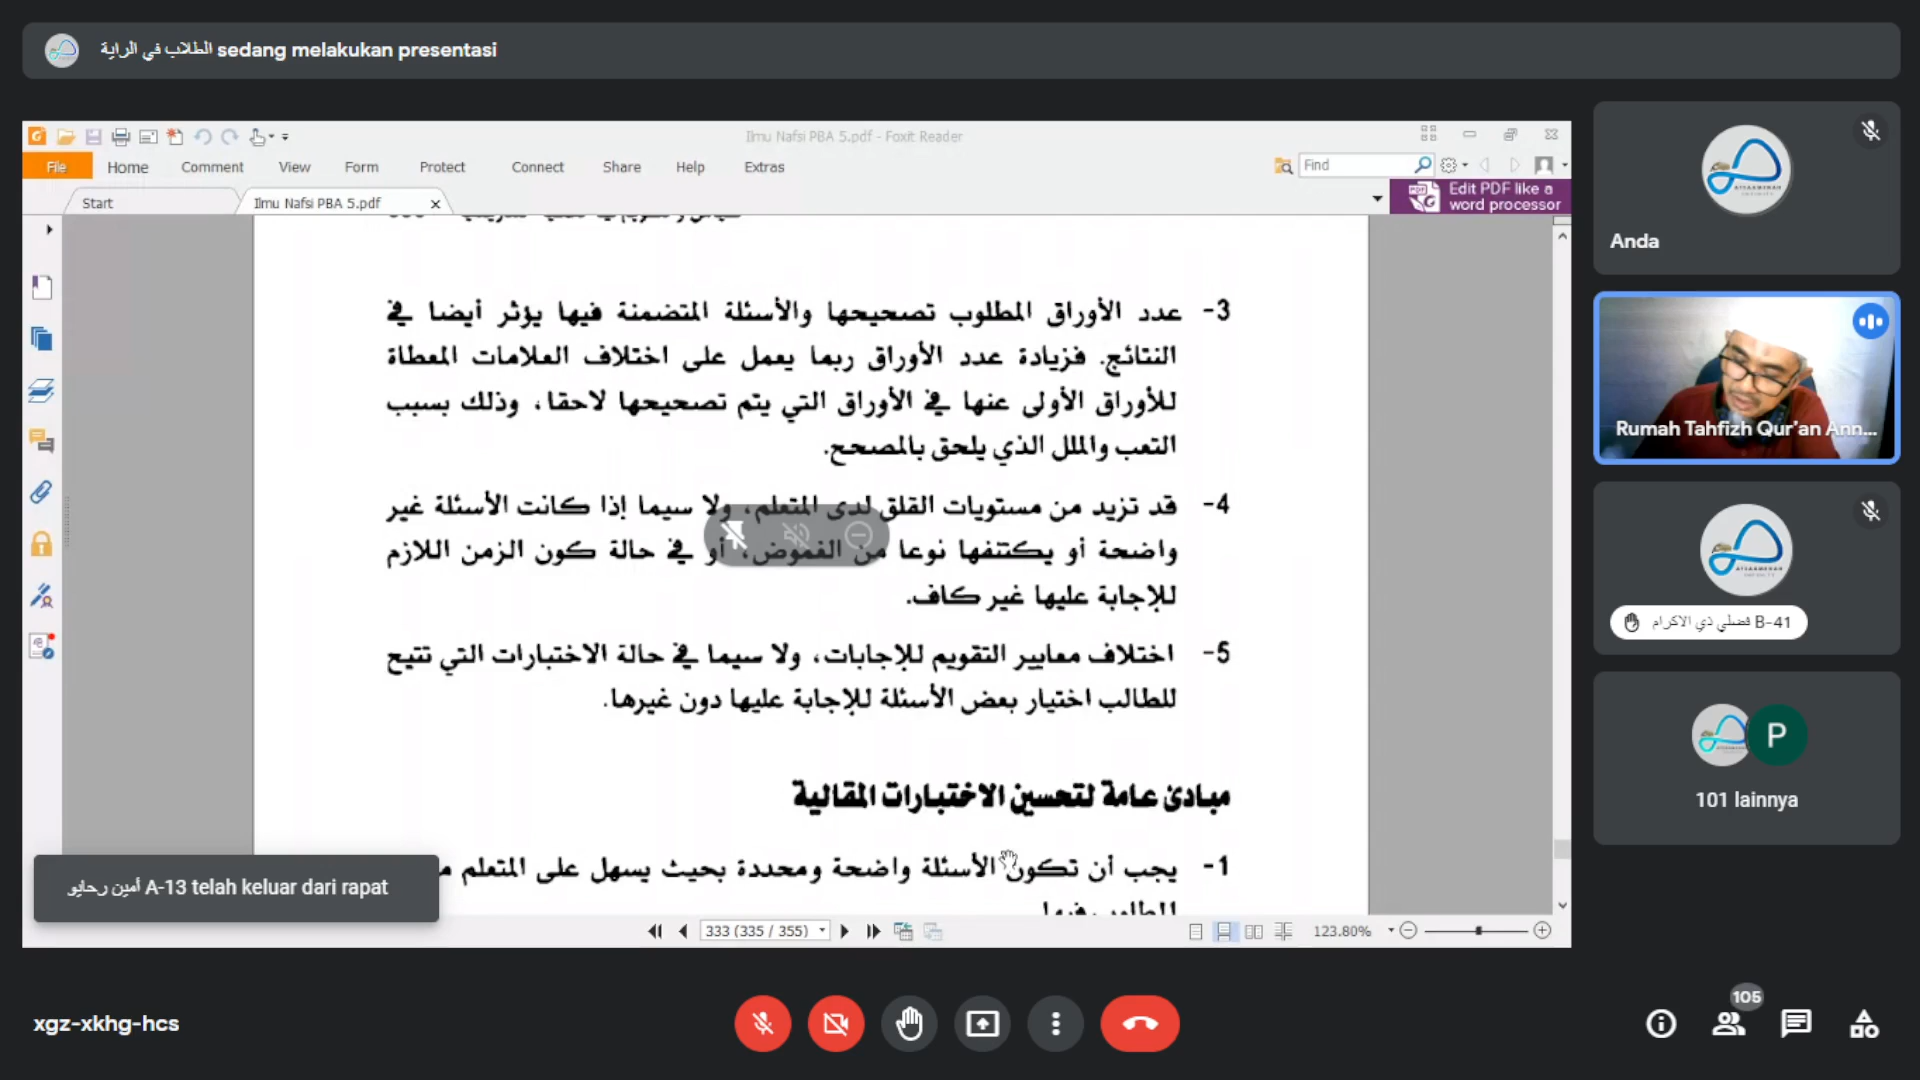 الطلاب في الراية sedang melakukan presentasi
Ilmu Nafsi PBA 5.pdf - Foxit Reader
File Home Comment View Form Protect Connect Share Help Extras
Find
Start
Ilmu Nafsi PBA 5.pdf
Edit PDF like a
word processor
3- عدد الأوراق المطلوب تصحيحها والأسئلة المتضمنة فيها يؤثر أيضا في
النتائج. فزيادة عدد الأوراق ربما يعمل على اختلاف العلامات المعطاة
للأوراق الأولى عنها في الأوراق التي يتم تصحيحها لاحقا، وذلك بسبب
التعب والملل الذي يلحق بالمصحح.
4- قد تزيد من مستويات القلق لدى المتعلم، ولا سيما إذا كانت الأسئلة غير
واضحة أو يكتنفها نوعا من الغموض، أو في حالة كون الزمن اللازم
للإجابة عليها غير كاف.
5- اختلاف معايير التقويم للإجابات، ولا سيما في حالة الاختبارات التي تتيح
للطالب اختيار بعض الأسئلة للإجابة عليها دون غيرها.
مبادئ عامة لتحسين الاختبارات المقالية
1- يجب أن تكون الأسئلة واضحة ومحددة بحيث يسهل على المتعلم
المطلوب فيها
333 (335 / 355)
123.80%
أمين رحايى A-13 telah keluar dari rapat
Anda
Rumah Tahfizh Qur'an Ann...
B-41 فضلي ذي الاكرام
P
101 lainnya
xgz-xkhg-hcs
105